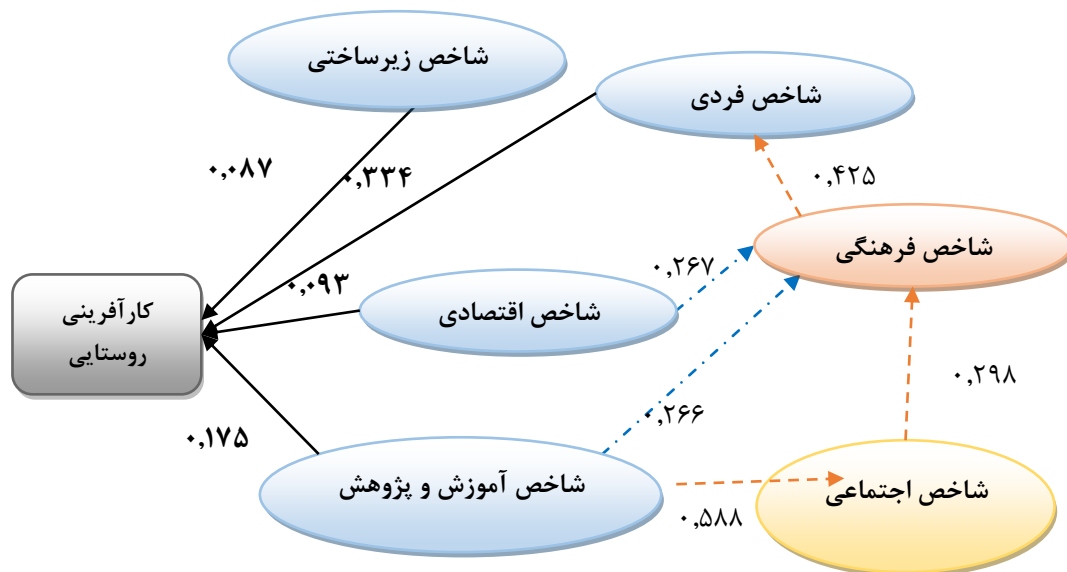 شاخص زیرساختی
شاخص فردی
۰,۰۸۷
۰,۳۳۴
۰,۴۲۵
شاخص فرهنگی
۰,۲۶۷
۰,۰۹۳
شاخص اقتصادی
کارآفرینی
روستایی
۰,۲۹۸
۰,۲۶۶
۰,۱۷۵
شاخص آموزش و پژوهش
شاخص اجتماعی
۰,۵۸۸